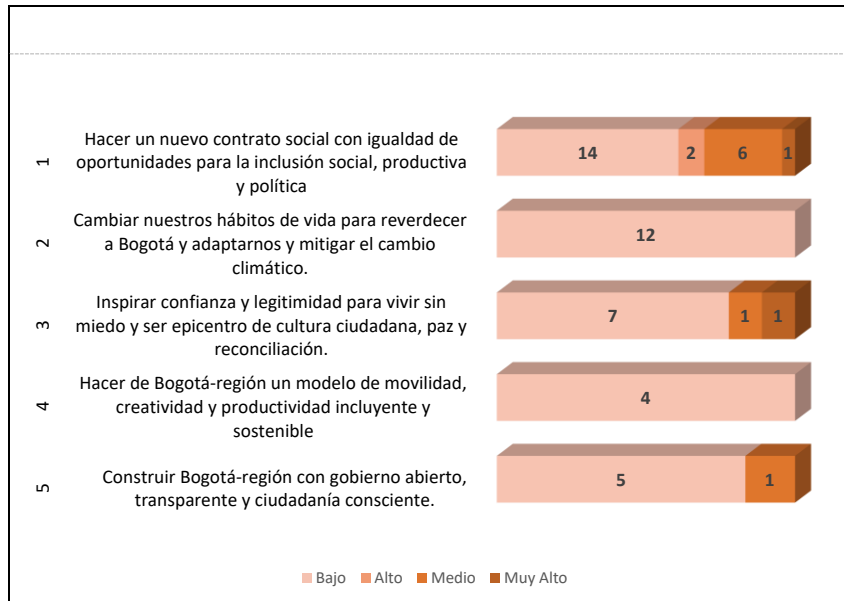 1
Hacer un nuevo contrato social con igualdad de
oportunidades para la inclusión social, productiva
y política
14 2 6 1
2
Cambiar nuestros hábitos de vida para reverdecer
a Bogotá y adaptarnos y mitigar el cambio
climático.
12
3
Inspirar confianza y legitimidad para vivir sin
miedo y ser epicentro de cultura ciudadana, paz y
reconciliación.
7 1 1
4
Hacer de Bogotá-región un modelo de movilidad,
creatividad y productividad incluyente y
sostenible
4
5
Construir Bogotá-región con gobierno abierto,
transparente y ciudadanía consciente.
5 1
Bajo Alto Medio Muy Alto